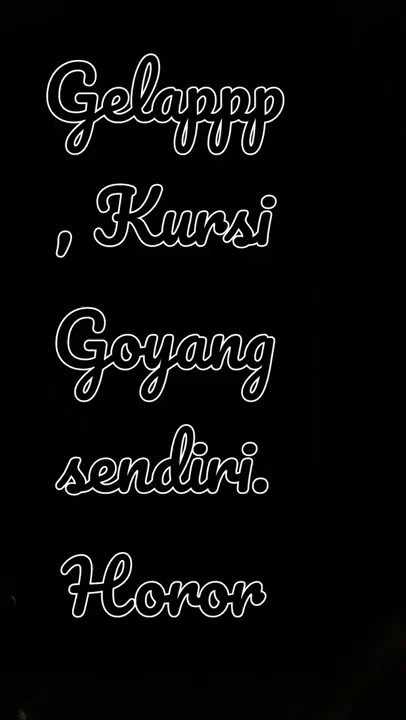 Gelappp
, Kursi
Goyang
sendiri.
Horor